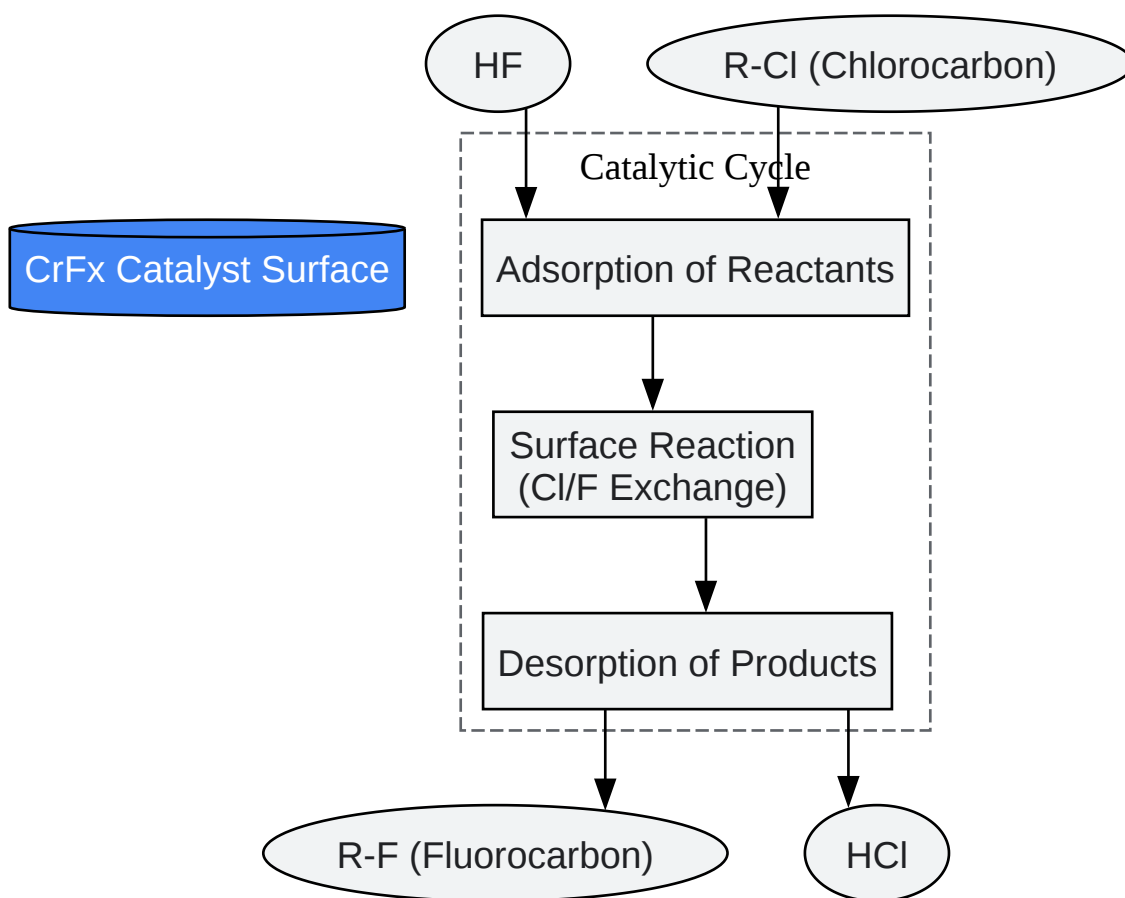 HF
R-Cl (Chlorocarbon)
Catalytic Cycle
CrFx Catalyst Surface
Adsorption of Reactants
Surface Reaction
(Cl/F Exchange)
Desorption of Products
R-F (Fluorocarbon)
HCl